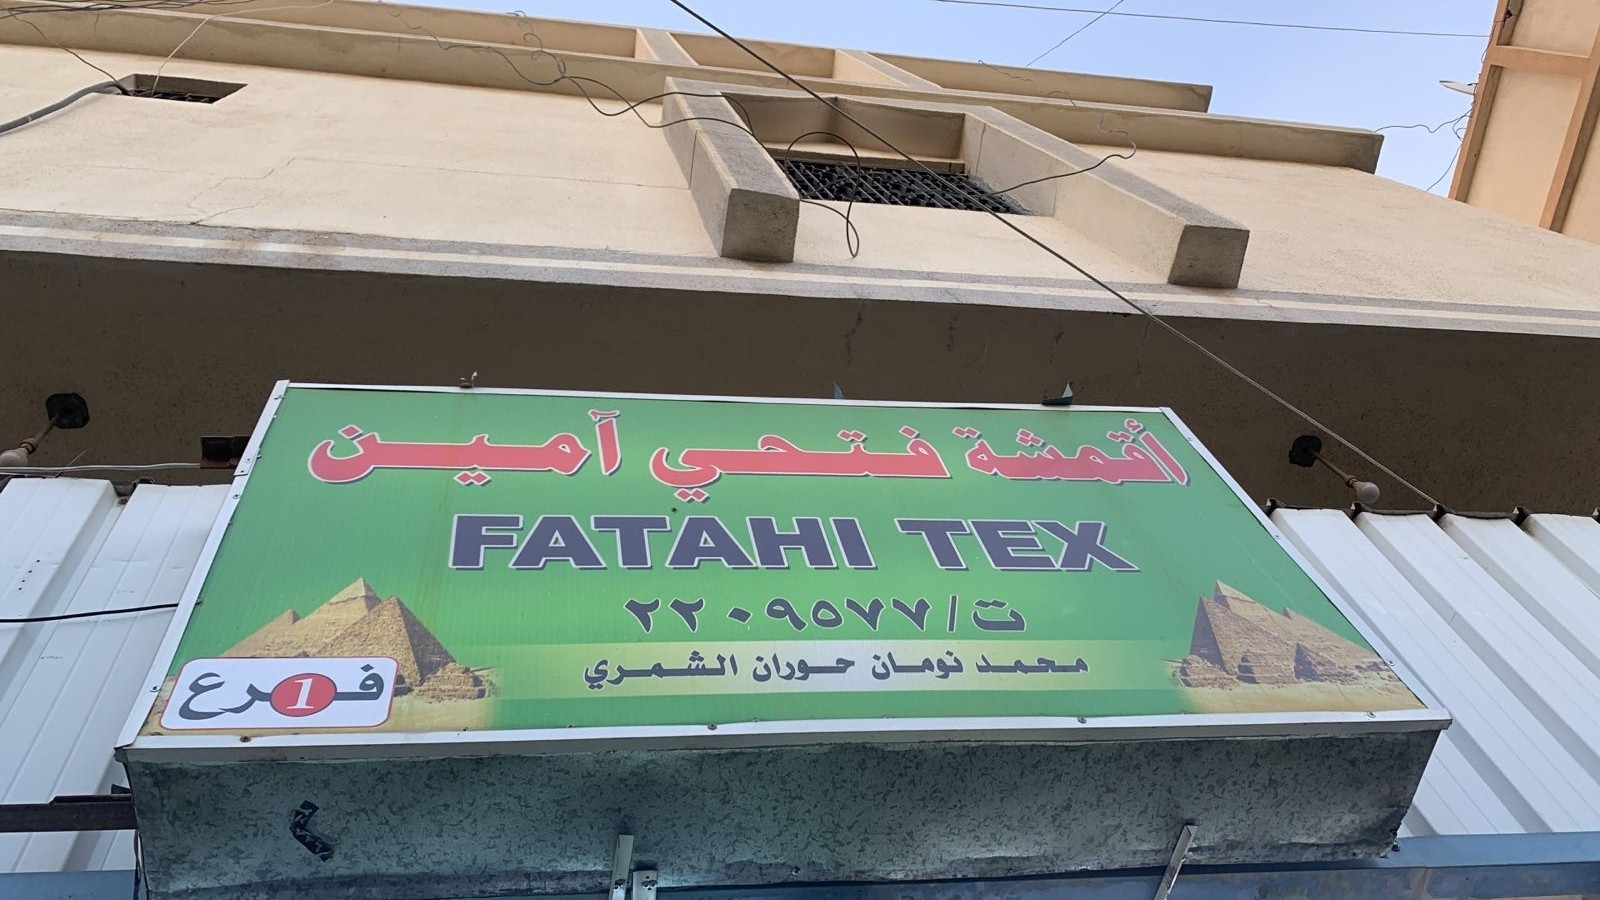 أقمشة فتحي آمين
FATAHI TEX
ت/٢٢٠٩٥٧٧
محمد نومان حوران الشمري
فرع 1